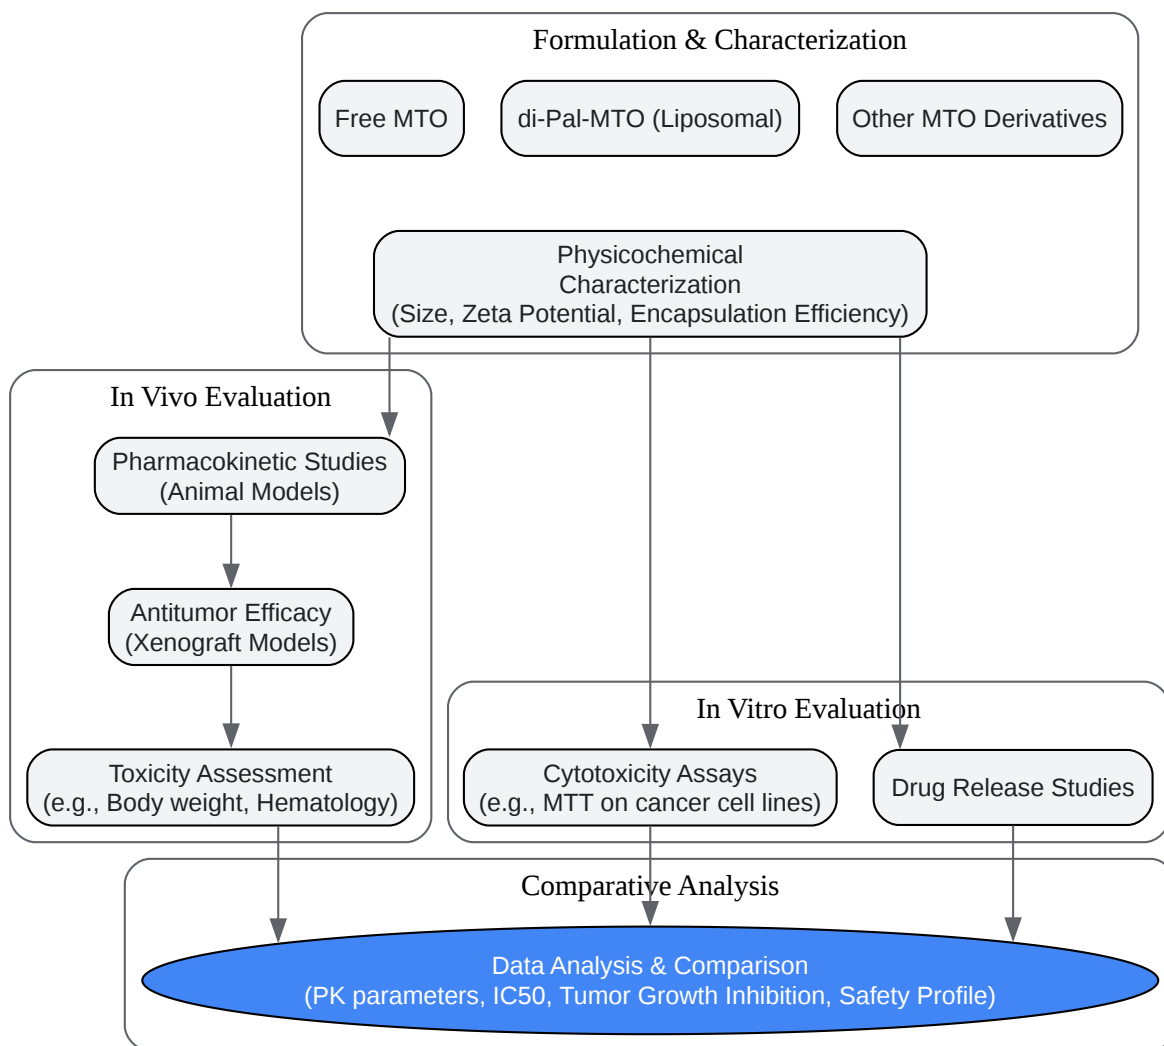 Formulation & Characterization
Free MTO
di-Pal-MTO (Liposomal)
Other MTO Derivatives
Physicochemical
Characterization
(Size, Zeta Potential, Encapsulation Efficiency)
In Vivo Evaluation
Pharmacokinetic Studies
(Animal Models)
Antitumor Efficacy
(Xenograft Models)
Toxicity Assessment
(e.g., Body weight, Hematology)
In Vitro Evaluation
Cytotoxicity Assays
(e.g., MTT on cancer cell lines)
Drug Release Studies
Comparative Analysis
Data Analysis & Comparison
(PK parameters, IC50, Tumor Growth Inhibition, Safety Profile)